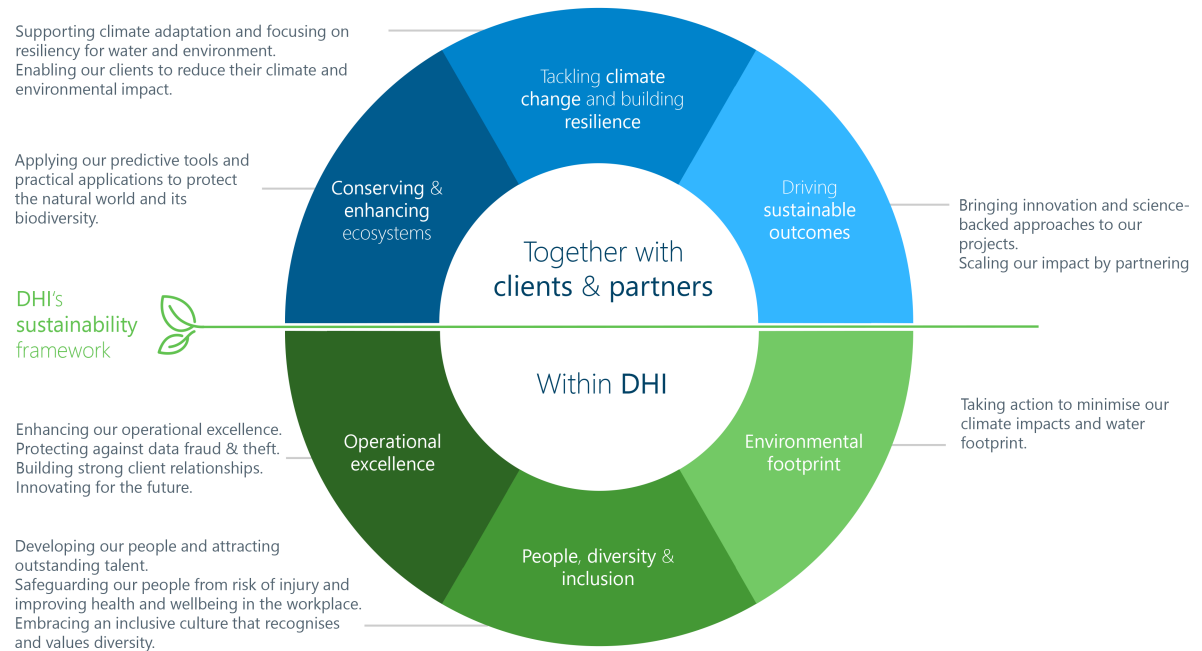 Supporting climate adaptation and focusing on
resiliency for water and environment.
Enabling our clients to reduce their climate and
environmental impact.
Tackling climate
change and building
resilience
Applying our predictive tools and
practical applications to protect
the natural world and its
biodiversity.
Conserving &
enhancing
ecosystems
Driving
sustainable
outcomes
Bringing innovation and science-
backed approaches to our
projects.
Scaling our impact by partnering
Together with
clients & partners
DHI's
sustainability
framework
Within DHI
Enhancing our operational excellence.
Protecting against data fraud & theft.
Building strong client relationships.
Innovating for the future.
Operational
excellence
Environmental
footprint
Taking action to minimise our
climate impacts and water
footprint.
Developing our people and attracting
outstanding talent.
Safeguarding our people from risk of injury and
improving health and wellbeing in the workplace.
Embracing an inclusive culture that recognises
and values diversity.
People, diversity &
inclusion